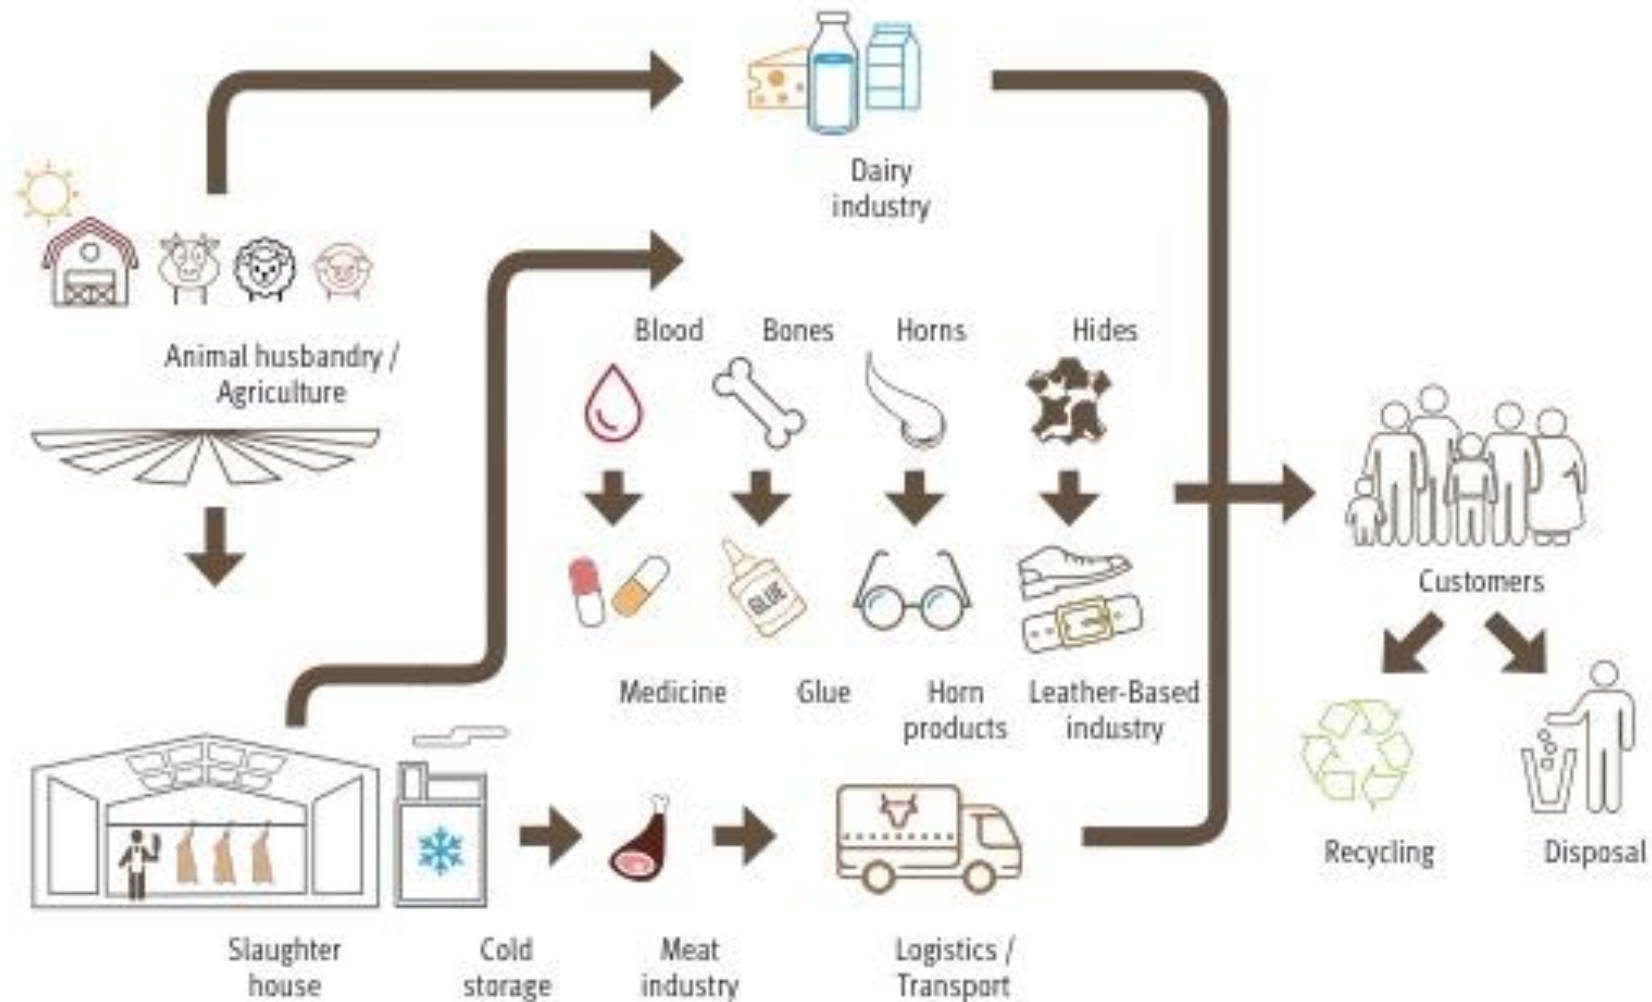 Dairy
industry
Animal husbandry /
Agriculture
Blood
Bones
Horns
Hides
GLUE
Medicine
Glue
Horn
products
Leather-Based
industry
Customers
Recycling
Disposal
Slaughter
house
Cold
storage
Meat
industry
Logistics /
Transport